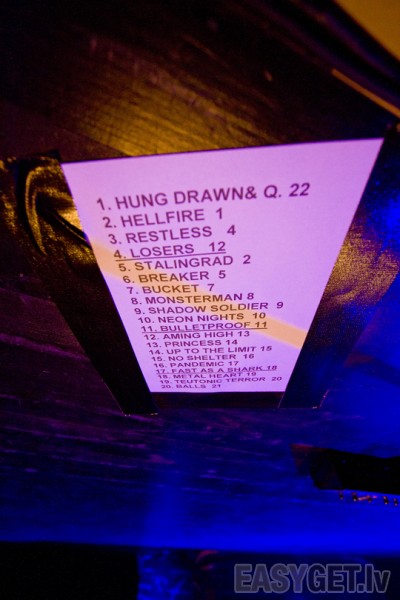 1. HUNG DRAWN& Q. 22
2. HELLFIRE 1
3. RESTLESS 4
4. LOSERS 12
5. STALINGRAD 2
6. BREAKER 5
7. BUCKET 7
8. MONSTERMAN 8
9. SHADOW SOLDIER 9
10. NEON NIGHTS 10
11. BULLETPROOF 11
12. AMING HIGH 13
13. PRINCESS 14
14. UP TO THE LIMIT 15
15. NO SHELTER 16
16. PANDEMIC 17
17. FAST AS A SHARK 18
18. METAL HEART 19
19. TEUTONIC TERROR 20
20. BALLS 21
EASYGET.lv